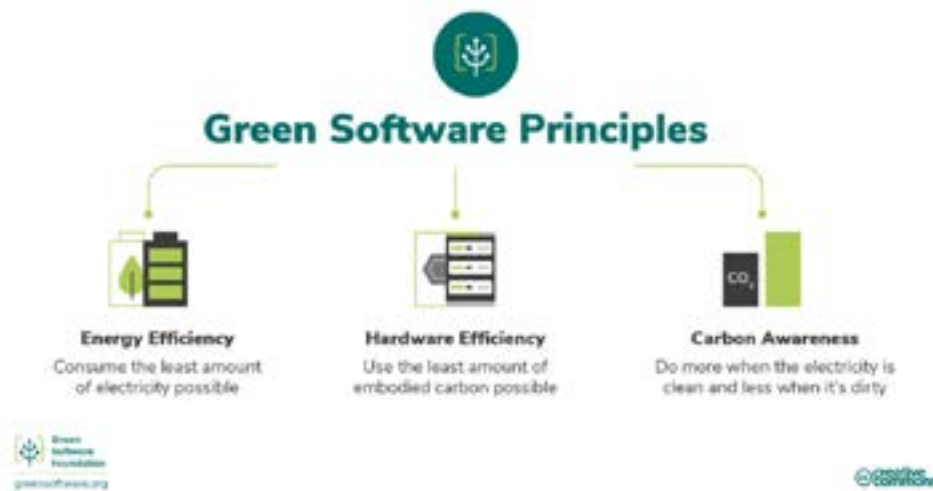 Green Software Principles
Energy Efficiency
Consume the least amount
of electricity possible
Hardware Efficiency
Use the least amount of
embodied carbon possible
CO₂
Carbon Awareness
Do more when the electricity is
clean and less when it's dirty
Green
Software
Foundation
greensoftware.org
creative
commons